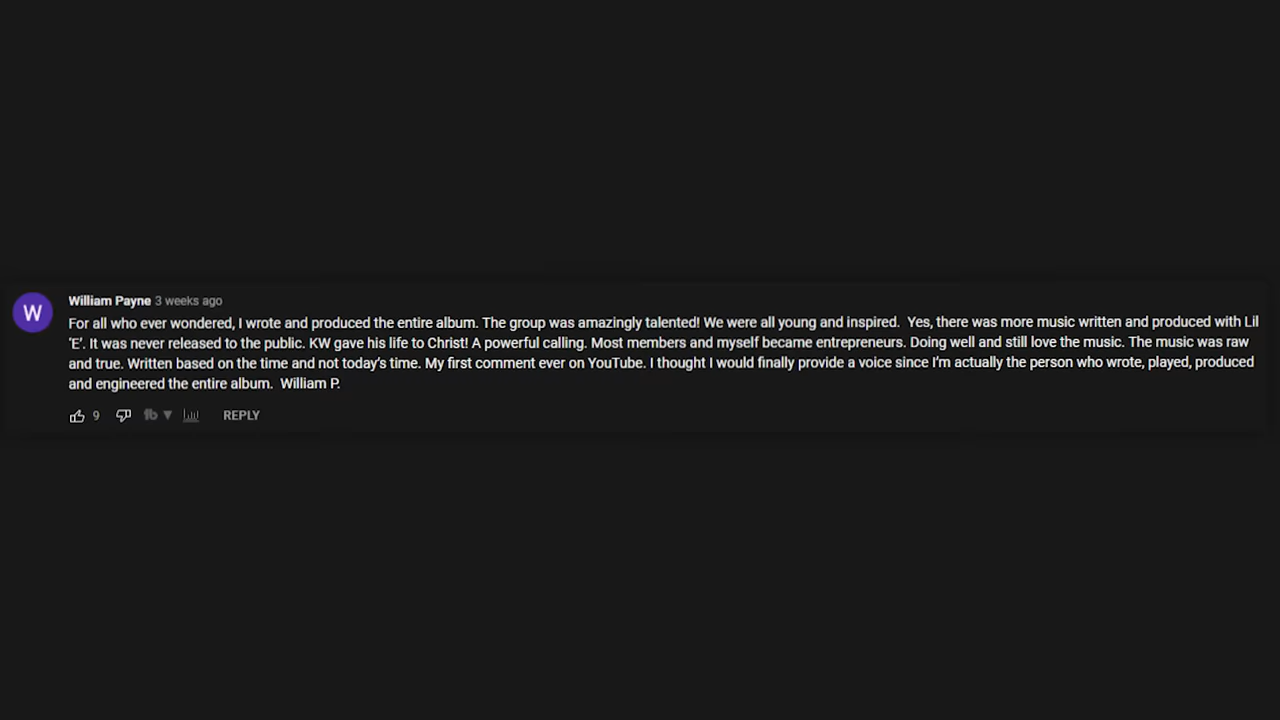 W
William Payne 3 weeks ago
For all who ever wondered, I wrote and produced the entire album. The group was amazingly talented! We were all young and inspired.  Yes, there was more music written and produced with Lil
'E'. It was never released to the public. KW gave his life to Christ! A powerful calling. Most members and myself became entrepreneurs. Doing well and still love the music. The music was raw
and true. Written based on the time and not today's time. My first comment ever on YouTube. I thought I would finally provide a voice since I'm actually the person who wrote, played, produced
and engineered the entire album.  William P.
9 tb REPLY